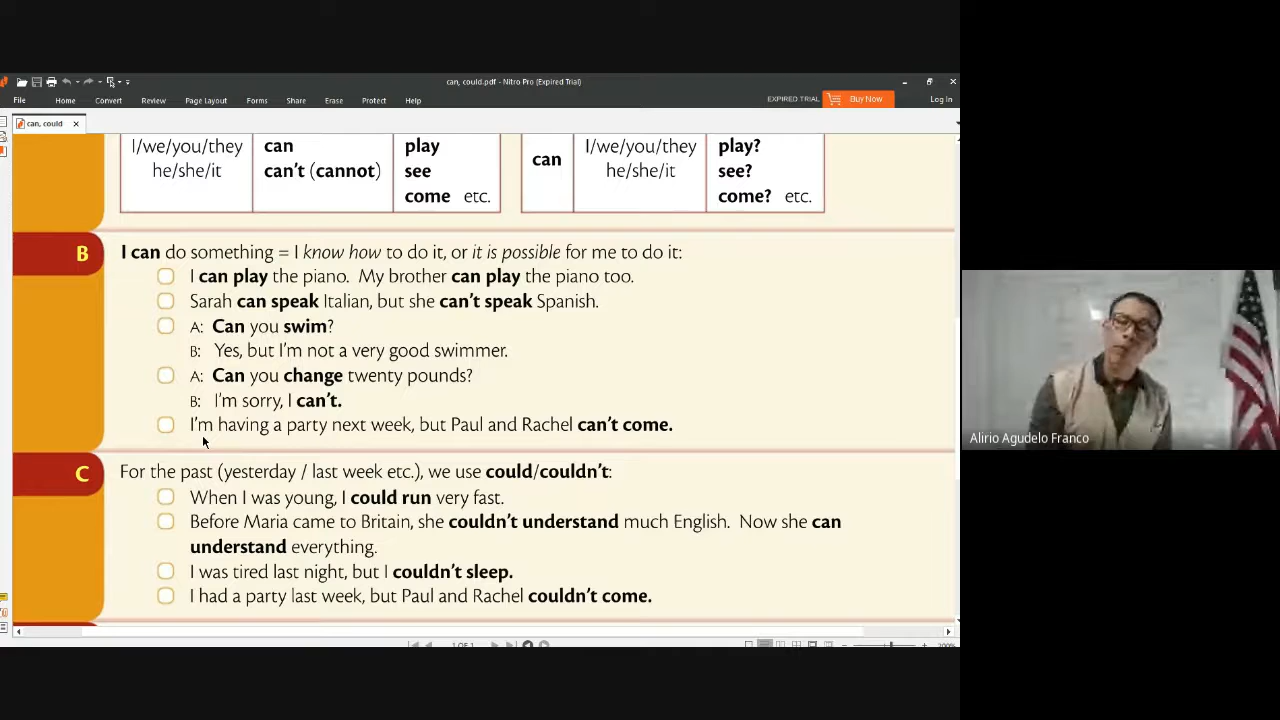 can, could.pdf - Nitro Pro (Expired Trial)
File Home Convert Review Page Layout Forms Share Erase Protect Help EXPIRED TRIAL Buy Now Log In
can, could
I/we/you/they can play I/we/you/they play?
he/she/it can't (cannot) see can he/she/it see?
come etc. come? etc.
B I can do something = I know how to do it, or it is possible for me to do it:
I can play the piano. My brother can play the piano too.
Sarah can speak Italian, but she can't speak Spanish.
A: Can you swim?
B: Yes, but I'm not a very good swimmer.
A: Can you change twenty pounds?
B: I'm sorry, I can't.
I'm having a party next week, but Paul and Rachel can't come.
Alirio Agudelo Franco
C For the past (yesterday / last week etc.), we use could/couldn't:
When I was young, I could run very fast.
Before Maria came to Britain, she couldn't understand much English. Now she can
understand everything.
I was tired last night, but I couldn't sleep.
I had a party last week, but Paul and Rachel couldn't come.
1 OF 1 200%